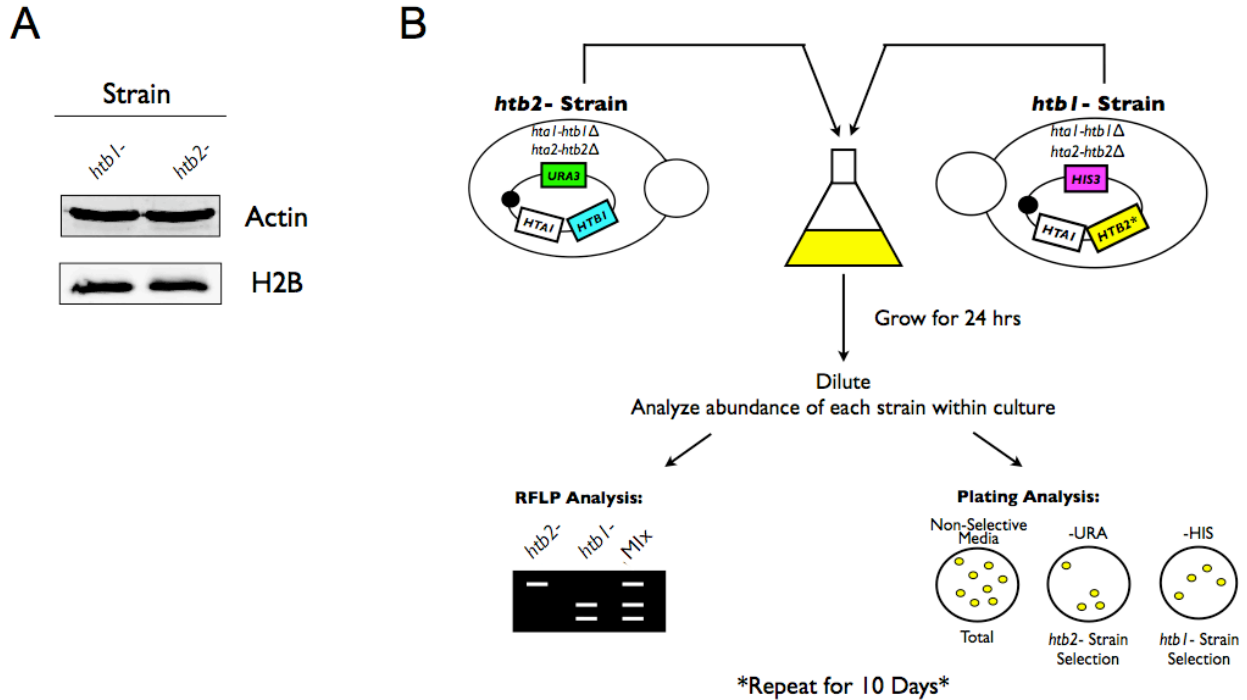 A
Strain
htb1-
htb2-
Actin
H2B
B
htb2- Strain
hta1-htb1Δ
hta2-htb2Δ
URA3
HTA1
HTB1
htb1- Strain
hta1-htb1Δ
hta2-htb2Δ
HIS3
HTA1
HTB2*
Grow for 24 hrs
Dilute
Analyze abundance of each strain within culture
RFLP Analysis:
htb2-
htb1-
MIx
Plating Analysis:
Non-Selective
Media
Total
-URA
htb2- Strain
Selection
-HIS
htb1- Strain
Selection
*Repeat for 10 Days*